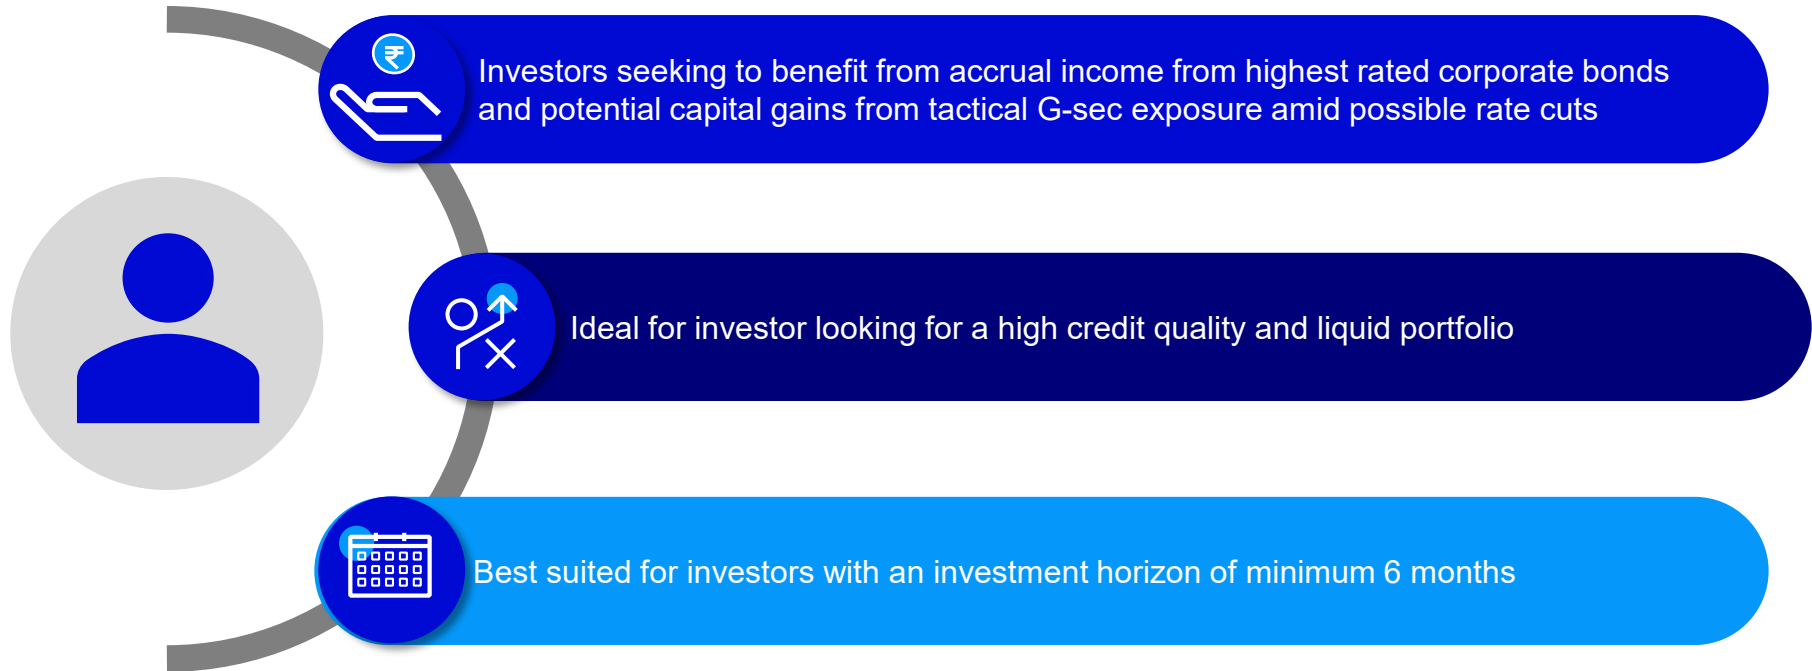 ₹
Investors seeking to benefit from accrual income from highest rated corporate bonds
and potential capital gains from tactical G-sec exposure amid possible rate cuts
Ideal for investor looking for a high credit quality and liquid portfolio
Best suited for investors with an investment horizon of minimum 6 months